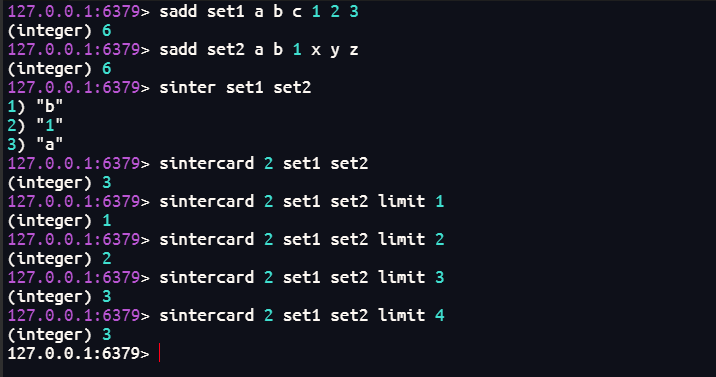 127.0.0.1:6379> sadd set1 a b c 1 2 3
(integer) 6
127.0.0.1:6379> sadd set2 a b 1 x y z
(integer) 6
127.0.0.1:6379> sinter set1 set2
1) "b"
2) "1"
3) "a"
127.0.0.1:6379> sintercard 2 set1 set2
(integer) 3
127.0.0.1:6379> sintercard 2 set1 set2 limit 1
(integer) 1
127.0.0.1:6379> sintercard 2 set1 set2 limit 2
(integer) 2
127.0.0.1:6379> sintercard 2 set1 set2 limit 3
(integer) 3
127.0.0.1:6379> sintercard 2 set1 set2 limit 4
(integer) 3
127.0.0.1:6379>